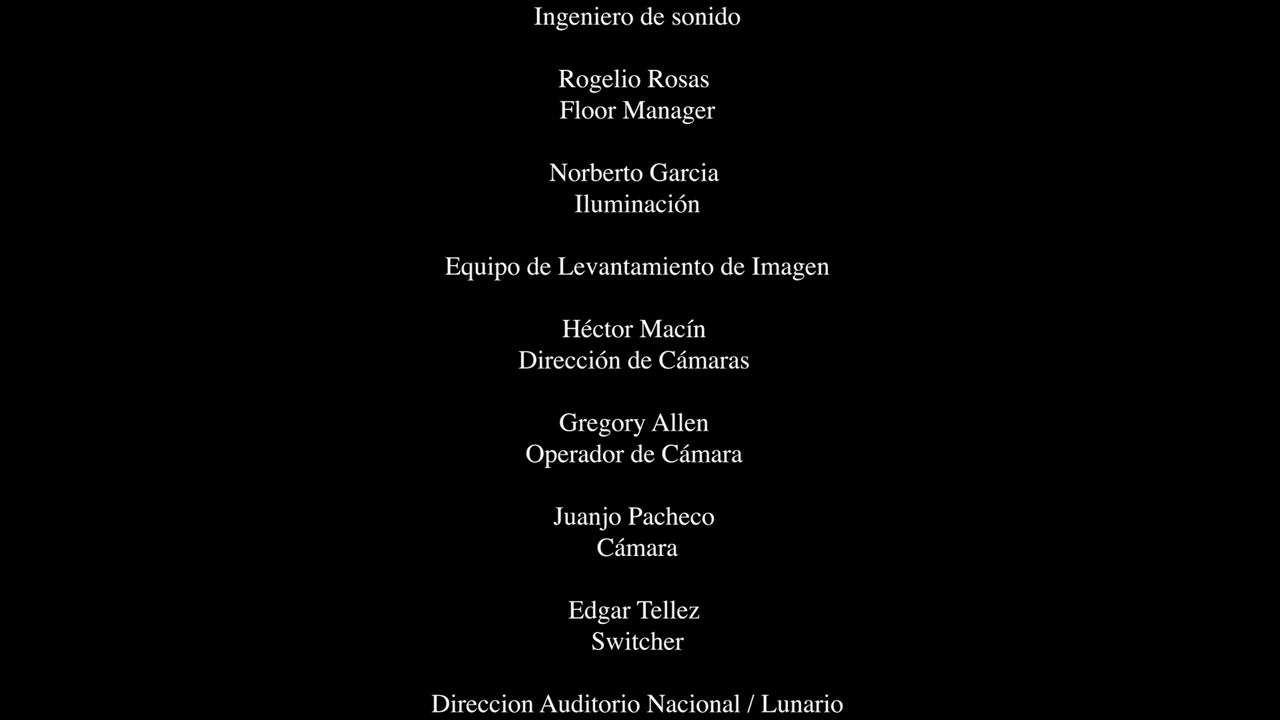 Ingeniero de sonido
Rogelio Rosas
Floor Manager
Norberto Garcia
Iluminación
Equipo de Levantamiento de Imagen
Héctor Macín
Dirección de Cámaras
Gregory Allen
Operador de Cámara
Juanjo Pacheco
Cámara
Edgar Tellez
Switcher
Direccion Auditorio Nacional / Lunario